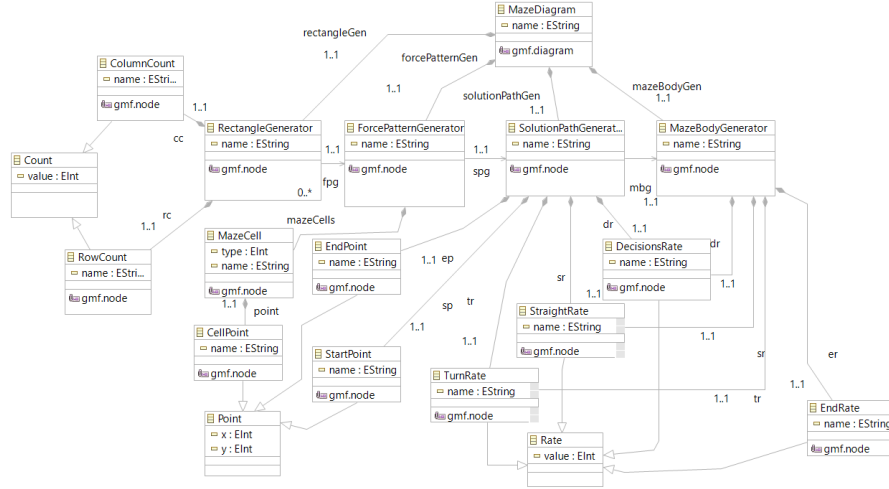 MazeDiagram
name : EString
gmf.diagram
rectangleGen
1..1
forcePatternGen
1..1
solutionPathGen
1..1
mazeBodyGen
1..1
ColumnCount
name : EStri...
gmf.node
1..1
cc
RectangleGenerator
name : EString
gmf.node
1..1
fpg
0..*
ForcePatternGenerator
name : EString
gmf.node
1..1
spg
SolutionPathGenerat...
name : EString
gmf.node
mbg
1..1
MazeBodyGenerator
name : EString
gmf.node
Count
value : EInt
rc
1..1
RowCount
name : EStri...
gmf.node
mazeCells
MazeCell
type : EInt
name : EString
gmf.node
1..1
point
EndPoint
name : EString
gmf.node
1..1
ep
dr
1..1
DecisionsRate
name : EString
gmf.node
dr
1..1
sr
1..1
StraightRate
name : EString
gmf.node
1..1
sr
CellPoint
name : EString
gmf.node
sp
1..1
tr
1..1
StartPoint
name : EString
gmf.node
TurnRate
name : EString
gmf.node
1..1
tr
er
1..1
EndRate
name : EString
gmf.node
Point
x : EInt
y : EInt
Rate
value : EInt